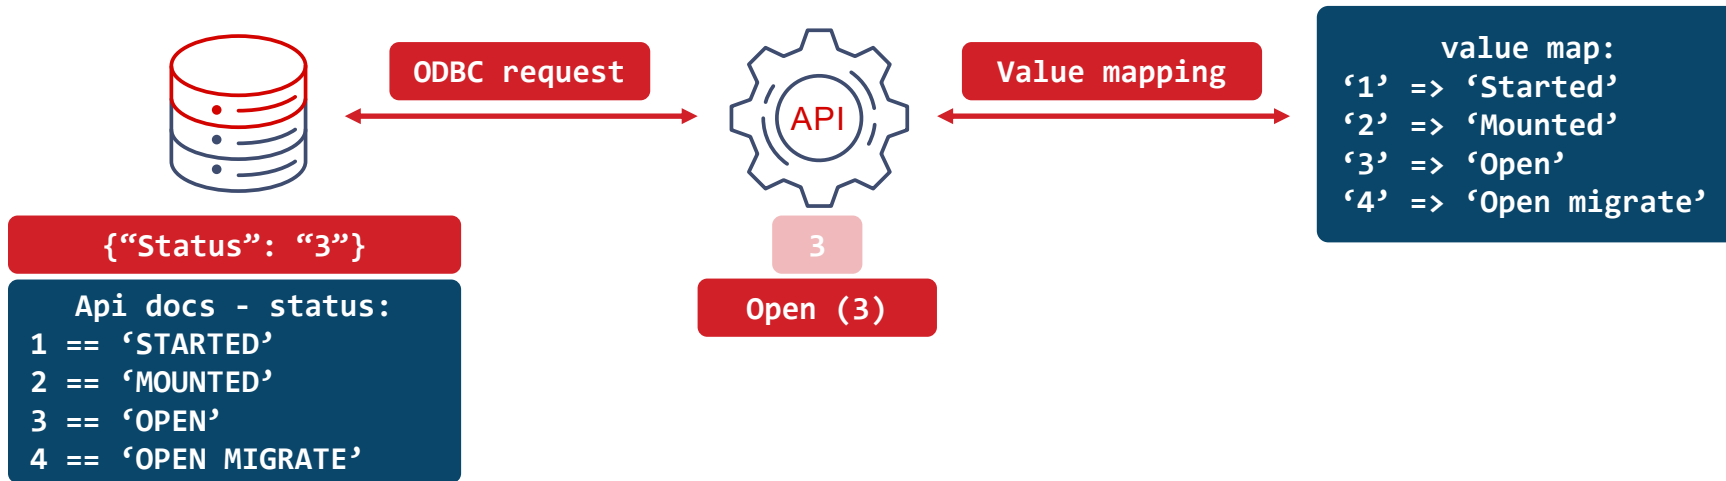 ODBC request
API
Value mapping
{“Status”: “3”}
Api docs - status:
1 == ‘STARTED’
2 == ‘MOUNTED’
3 == ‘OPEN’
4 == ‘OPEN MIGRATE’
3
Open (3)
value map:
‘1’ => ‘Started’
‘2’ => ‘Mounted’
‘3’ => ‘Open’
‘4’ => ‘Open migrate’